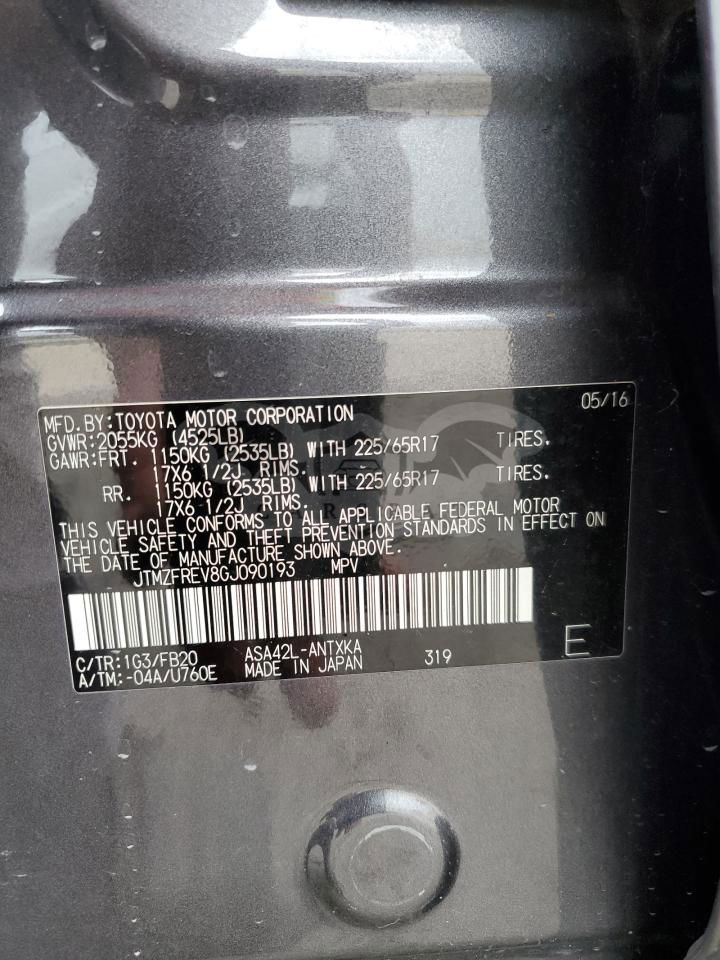 MFD.BY:TOYOTA MOTOR CORPORATION 05/16
GVWR:2055KG (4525LB)
GAWR:FRT. 1150KG (2535LB) WITH 225/65R17 TIRES.
17X6 1/2J RIMS.
RR. 1150KG (2535LB) WITH 225/65R17 TIRES.
17X6 1/2J RIMS.
THIS VEHICLE CONFORMS TO ALL APPLICABLE FEDERAL MOTOR
VEHICLE SAFETY AND THEFT PREVENTION STANDARDS IN EFFECT ON
THE DATE OF MANUFACTURE SHOWN ABOVE.
JTMZFREV8GJ090193 MPV
C/TR:1G3/FB20 ASA42L-ANTXKA E
A/TM:-04A/U760E MADE IN JAPAN 319